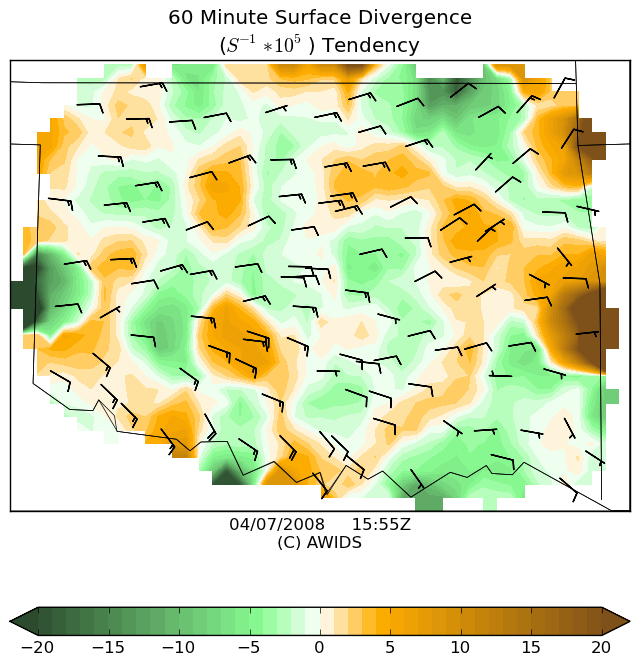 60 Minute Surface Divergence
(S⁻¹ *10⁵ ) Tendency
04/07/2008 15:55Z
(C) AWIDS
−20 −15 −10 −5 0 5 10 15 20